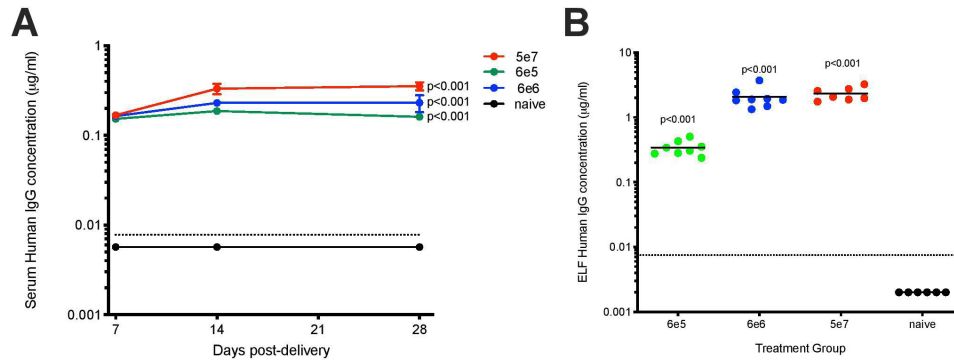 A
Serum Human IgG concentration (µg/ml)
1
0.1
0.01
0.001
7
14
21
28
Days post-delivery
5e7
6e5
6e6
naive
p<0.001
p<0.001
p<0.001
B
ELF Human IgG concentration (µg/ml)
10
1
0.1
0.01
0.001
p<0.001
p<0.001
p<0.001
6e5
6e6
5e7
naive
Treatment Group